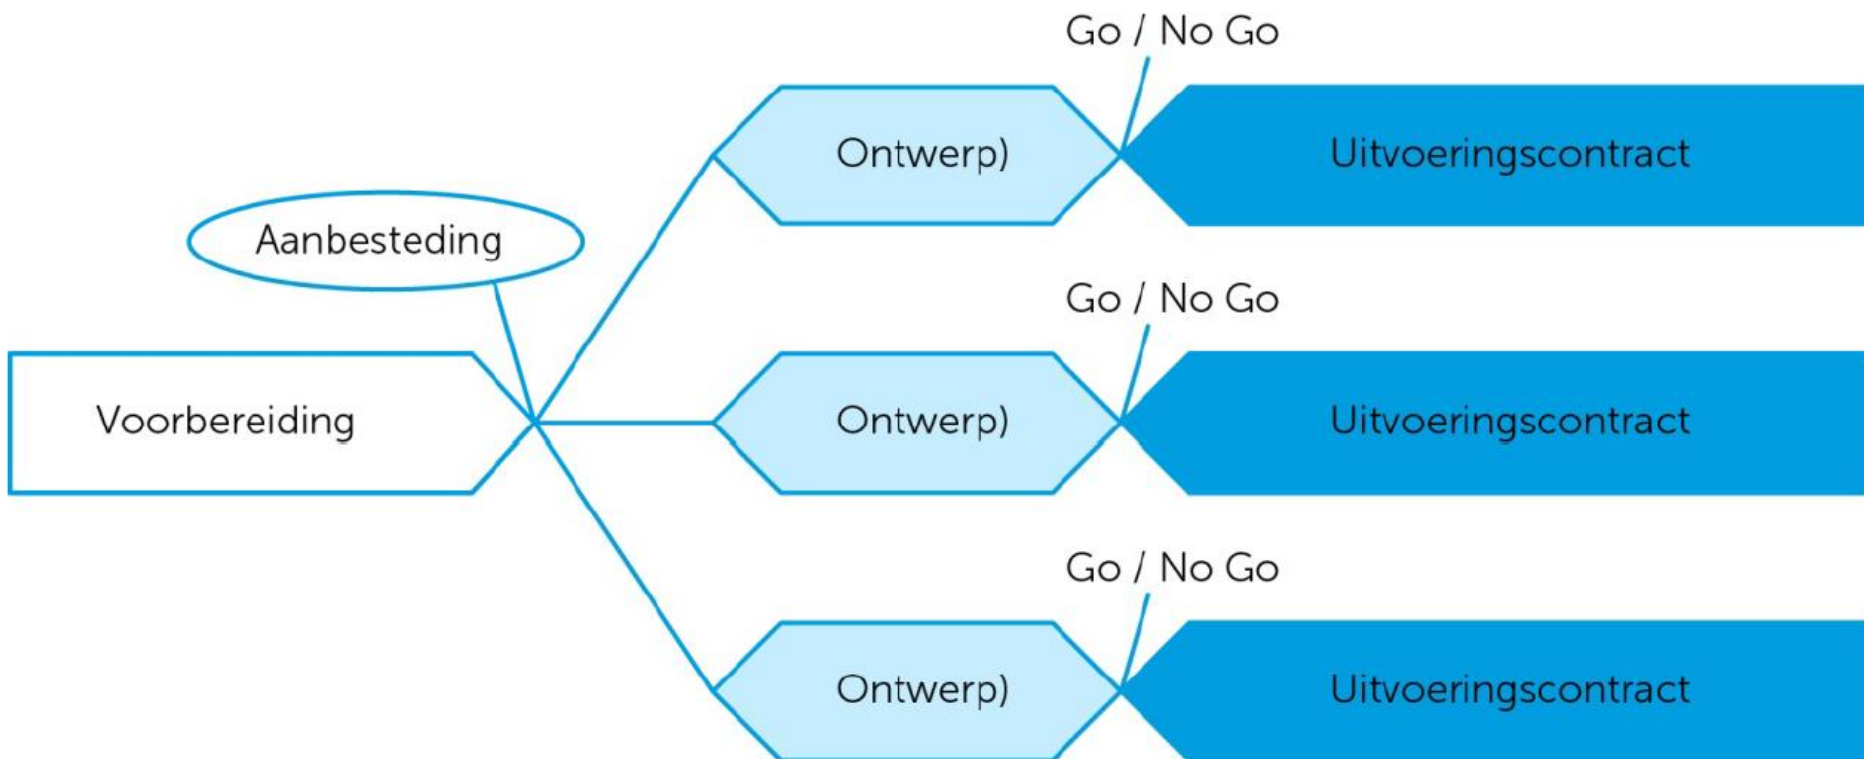 Go / No Go
Ontwerp)
Uitvoeringscontract
Aanbesteding
Go / No Go
Voorbereiding
Ontwerp)
Uitvoeringscontract
Go / No Go
Ontwerp)
Uitvoeringscontract